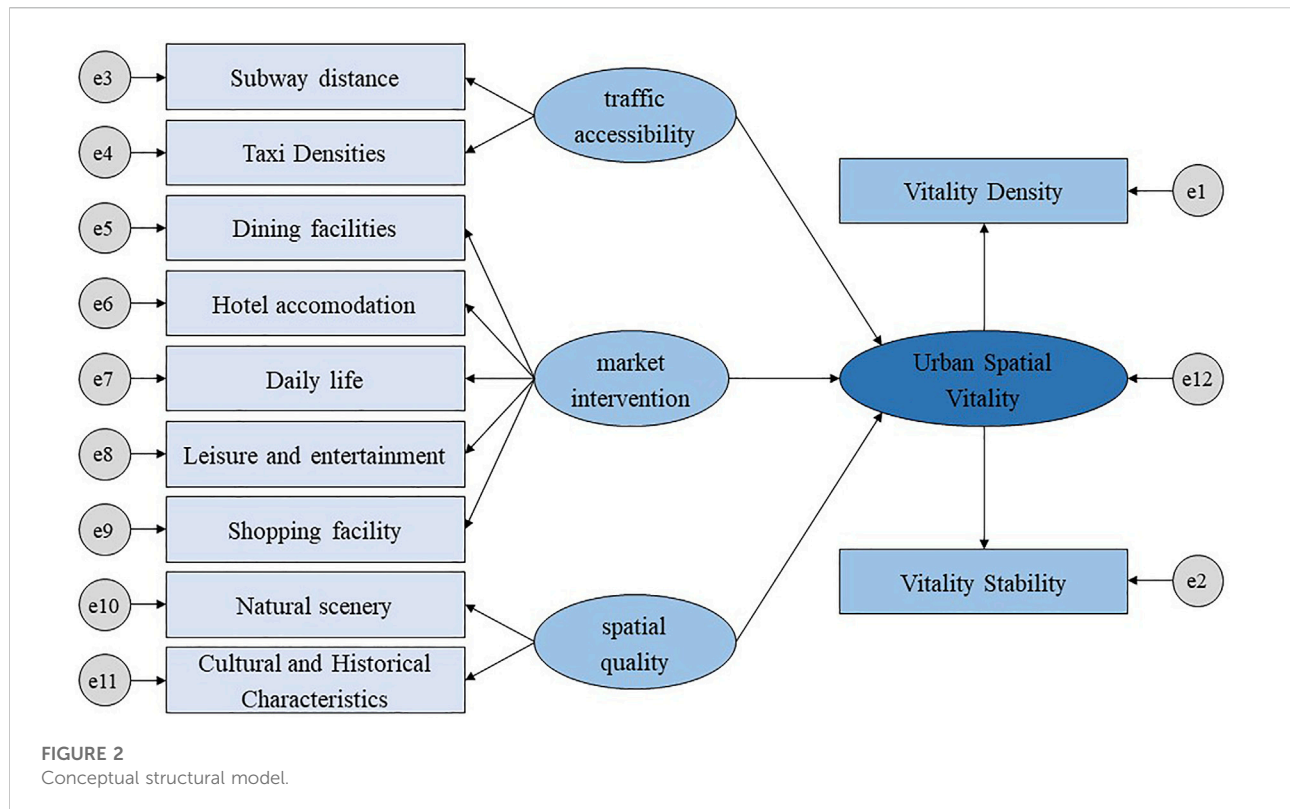 e3
Subway distance
e4
Taxi Densities
e5
Dining facilities
e6
Hotel accomodation
e7
Daily life
e8
Leisure and entertainment
e9
Shopping facility
e10
Natural scenery
e11
Cultural and Historical
Characteristics
traffic
accessibility
market
intervention
spatial
quality
Vitality Density
e1
Urban Spatial
Vitality
e12
Vitality Stability
e2
FIGURE 2
Conceptual structural model.